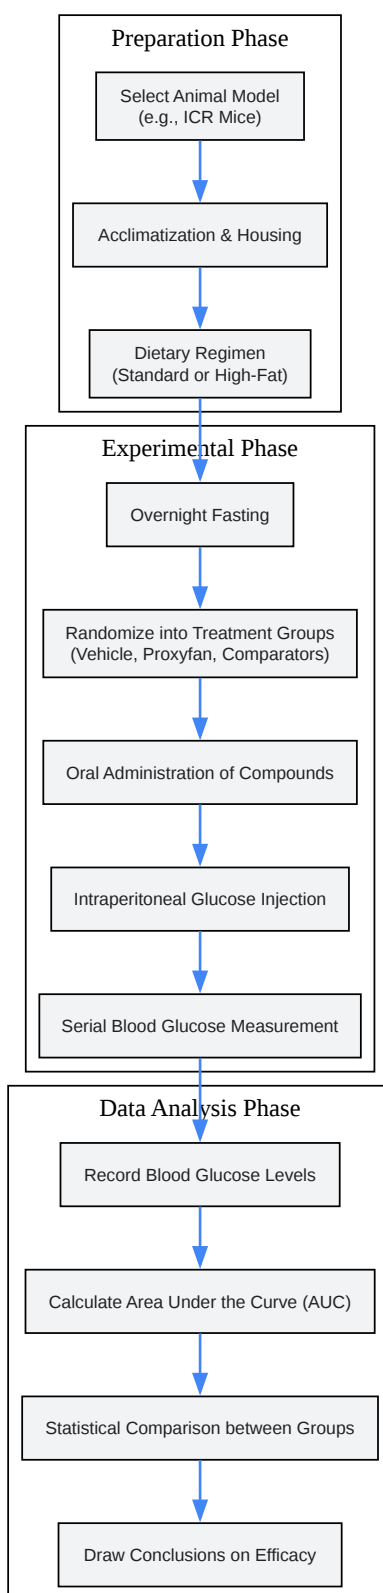 Preparation Phase
Select Animal Model
(e.g., ICR Mice)
Acclimatization & Housing
Dietary Regimen
(Standard or High-Fat)
Experimental Phase
Overnight Fasting
Randomize into Treatment Groups
(Vehicle, Proxyfan, Comparators)
Oral Administration of Compounds
Intraperitoneal Glucose Injection
Serial Blood Glucose Measurement
Data Analysis Phase
Record Blood Glucose Levels
Calculate Area Under the Curve (AUC)
Statistical Comparison between Groups
Draw Conclusions on Efficacy